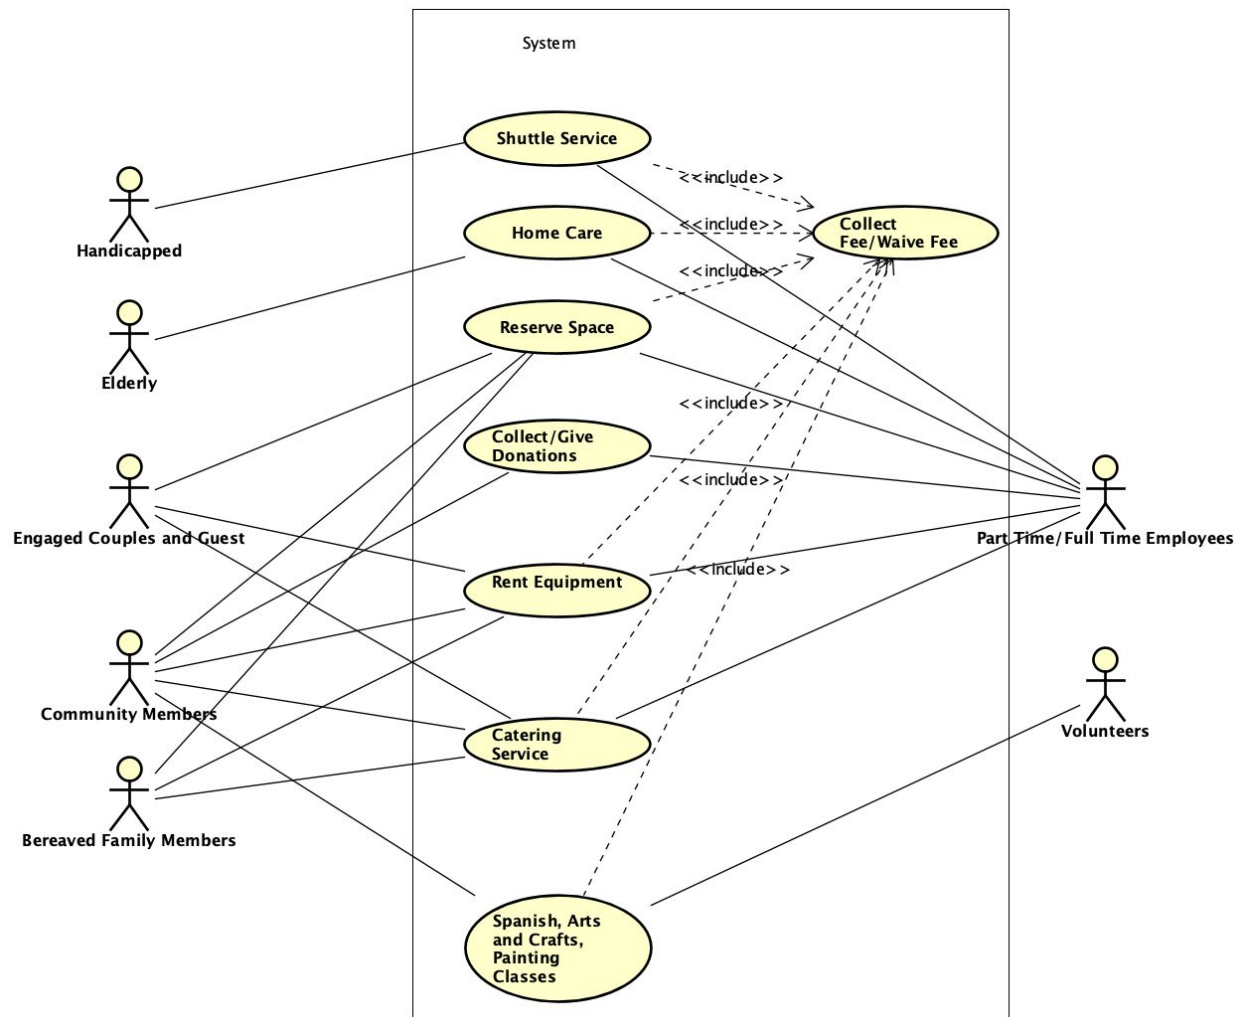 System
Shuttle Service
<<include>>
Handicapped
Home Care
<<include>>
Collect
Fee/Waive Fee
<<include>>
Reserve Space
Elderly
<<include>>
Collect/Give
Donations
<<include>>
Engaged Couples and Guest
Part Time/Full Time Employees
<<include>>
Rent Equipment
Community Members
Volunteers
Catering
Service
Bereaved Family Members
Spanish, Arts
and Crafts,
Painting
Classes